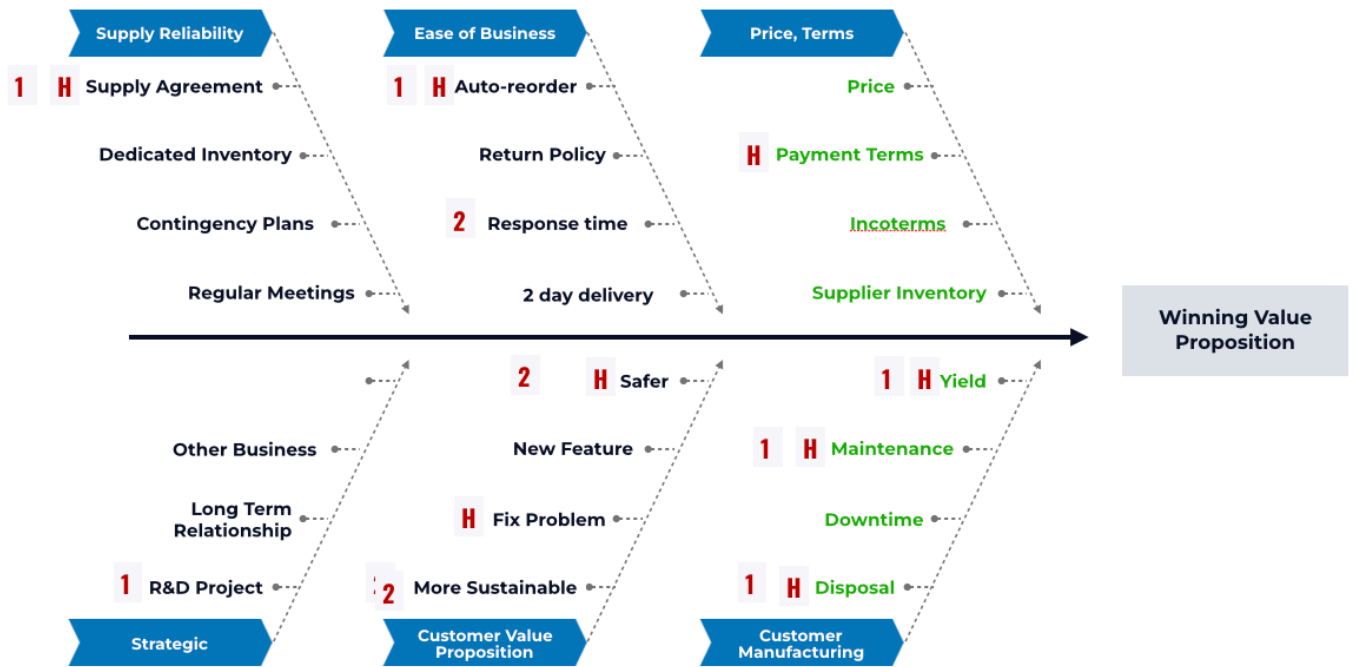 Supply Reliability
Ease of Business
Price, Terms
1 H Supply Agreement
1 H Auto-reorder
Price
Dedicated Inventory
Return Policy
H Payment Terms
Contingency Plans
2 Response time
Incoterms
Regular Meetings
2 day delivery
Supplier Inventory
Winning Value
Proposition
2 H Safer
1 H Yield
Other Business
New Feature
1 H Maintenance
Long Term
Relationship
H Fix Problem
Downtime
1 R&D Project
2 More Sustainable
1 H Disposal
Strategic
Customer Value
Proposition
Customer
Manufacturing